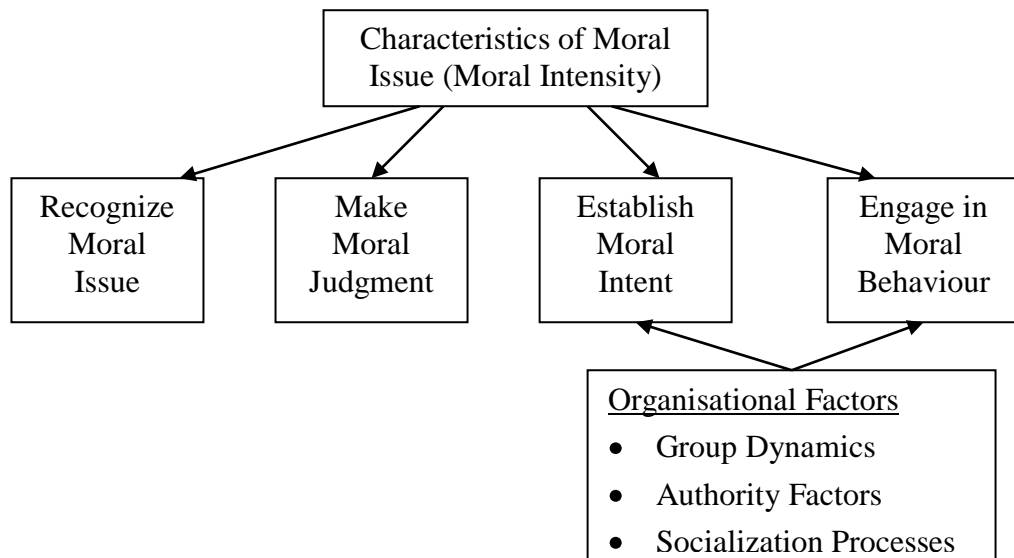 Characteristics of Moral
Issue (Moral Intensity)
Recognize
Moral
Issue
Make
Moral
Judgment
Establish
Moral
Intent
Engage in
Moral
Behaviour
Organisational Factors
• Group Dynamics
• Authority Factors
• Socialization Processes